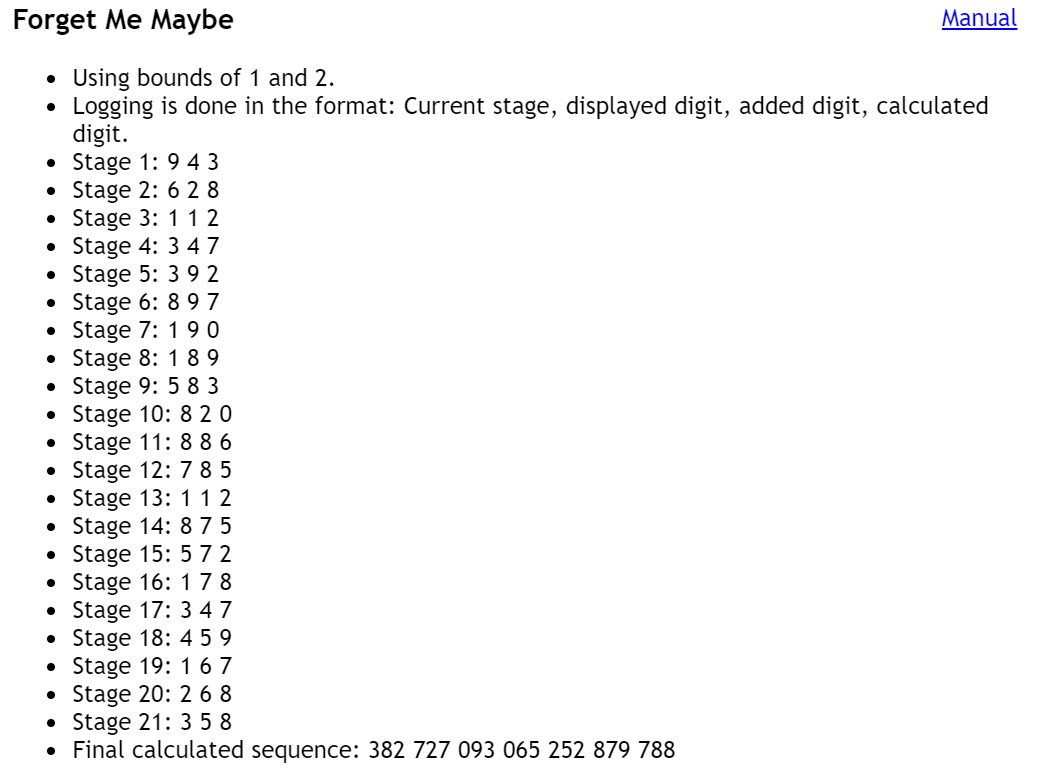 Forget Me Maybe
Manual
• Using bounds of 1 and 2.
• Logging is done in the format: Current stage, displayed digit, added digit, calculated
digit.
• Stage 1: 9 4 3
• Stage 2: 6 2 8
• Stage 3: 1 1 2
• Stage 4: 3 4 7
• Stage 5: 3 9 2
• Stage 6: 8 9 7
• Stage 7: 1 9 0
• Stage 8: 1 8 9
• Stage 9: 5 8 3
• Stage 10: 8 2 0
• Stage 11: 8 8 6
• Stage 12: 7 8 5
• Stage 13: 1 1 2
• Stage 14: 8 7 5
• Stage 15: 5 7 2
• Stage 16: 1 7 8
• Stage 17: 3 4 7
• Stage 18: 4 5 9
• Stage 19: 1 6 7
• Stage 20: 2 6 8
• Stage 21: 3 5 8
• Final calculated sequence: 382 727 093 065 252 879 788